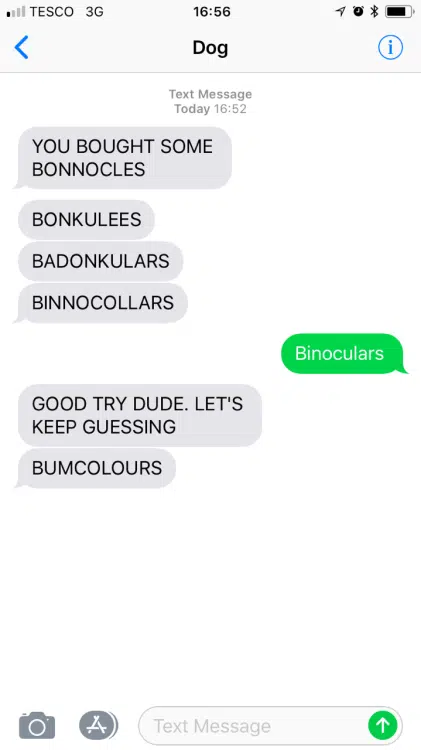 TESCO 3G 16:56
Dog
Text Message
Today 16:52
YOU BOUGHT SOME
BONNOCLES
BONKULEES
BADONKULARS
BINNOCOLLARS
Binoculars
GOOD TRY DUDE. LET'S
KEEP GUESSING
BUMCOLOURS
Text Message